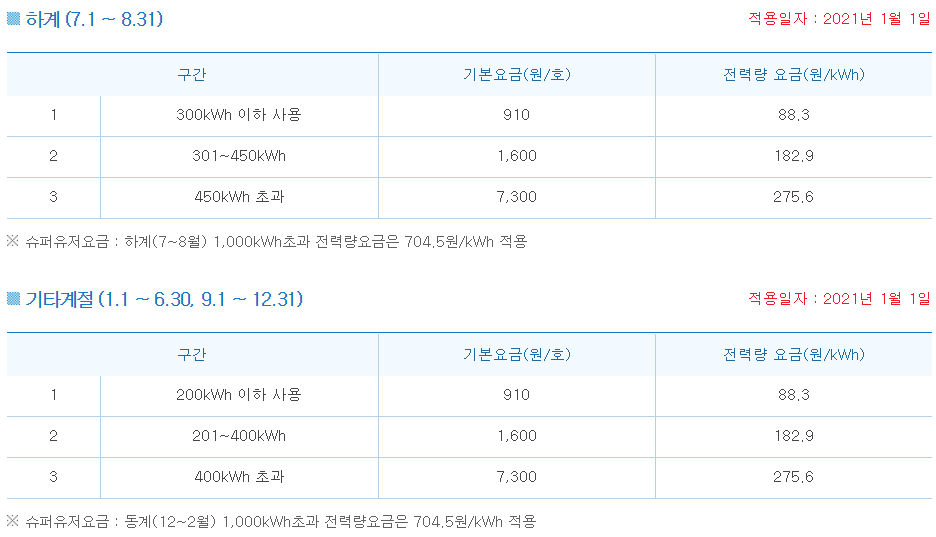 하계 (7.1 ~ 8.31) 적용일자 : 2021년 1월 1일
구간 기본요금(원/호) 전력량 요금(원/kWh)
1 300kWh 이하 사용 910 88.3
2 301~450kWh 1,600 182.9
3 450kWh 초과 7,300 275.6
※ 슈퍼유저요금 : 하계(7~8월) 1,000kWh초과 전력량요금은 704.5원/kWh 적용
기타계절 (1.1 ~ 6.30, 9.1 ~ 12.31) 적용일자 : 2021년 1월 1일
구간 기본요금(원/호) 전력량 요금(원/kWh)
1 200kWh 이하 사용 910 88.3
2 201~400kWh 1,600 182.9
3 400kWh 초과 7,300 275.6
※ 슈퍼유저요금 : 동계(12~2월) 1,000kWh초과 전력량요금은 704.5원/kWh 적용